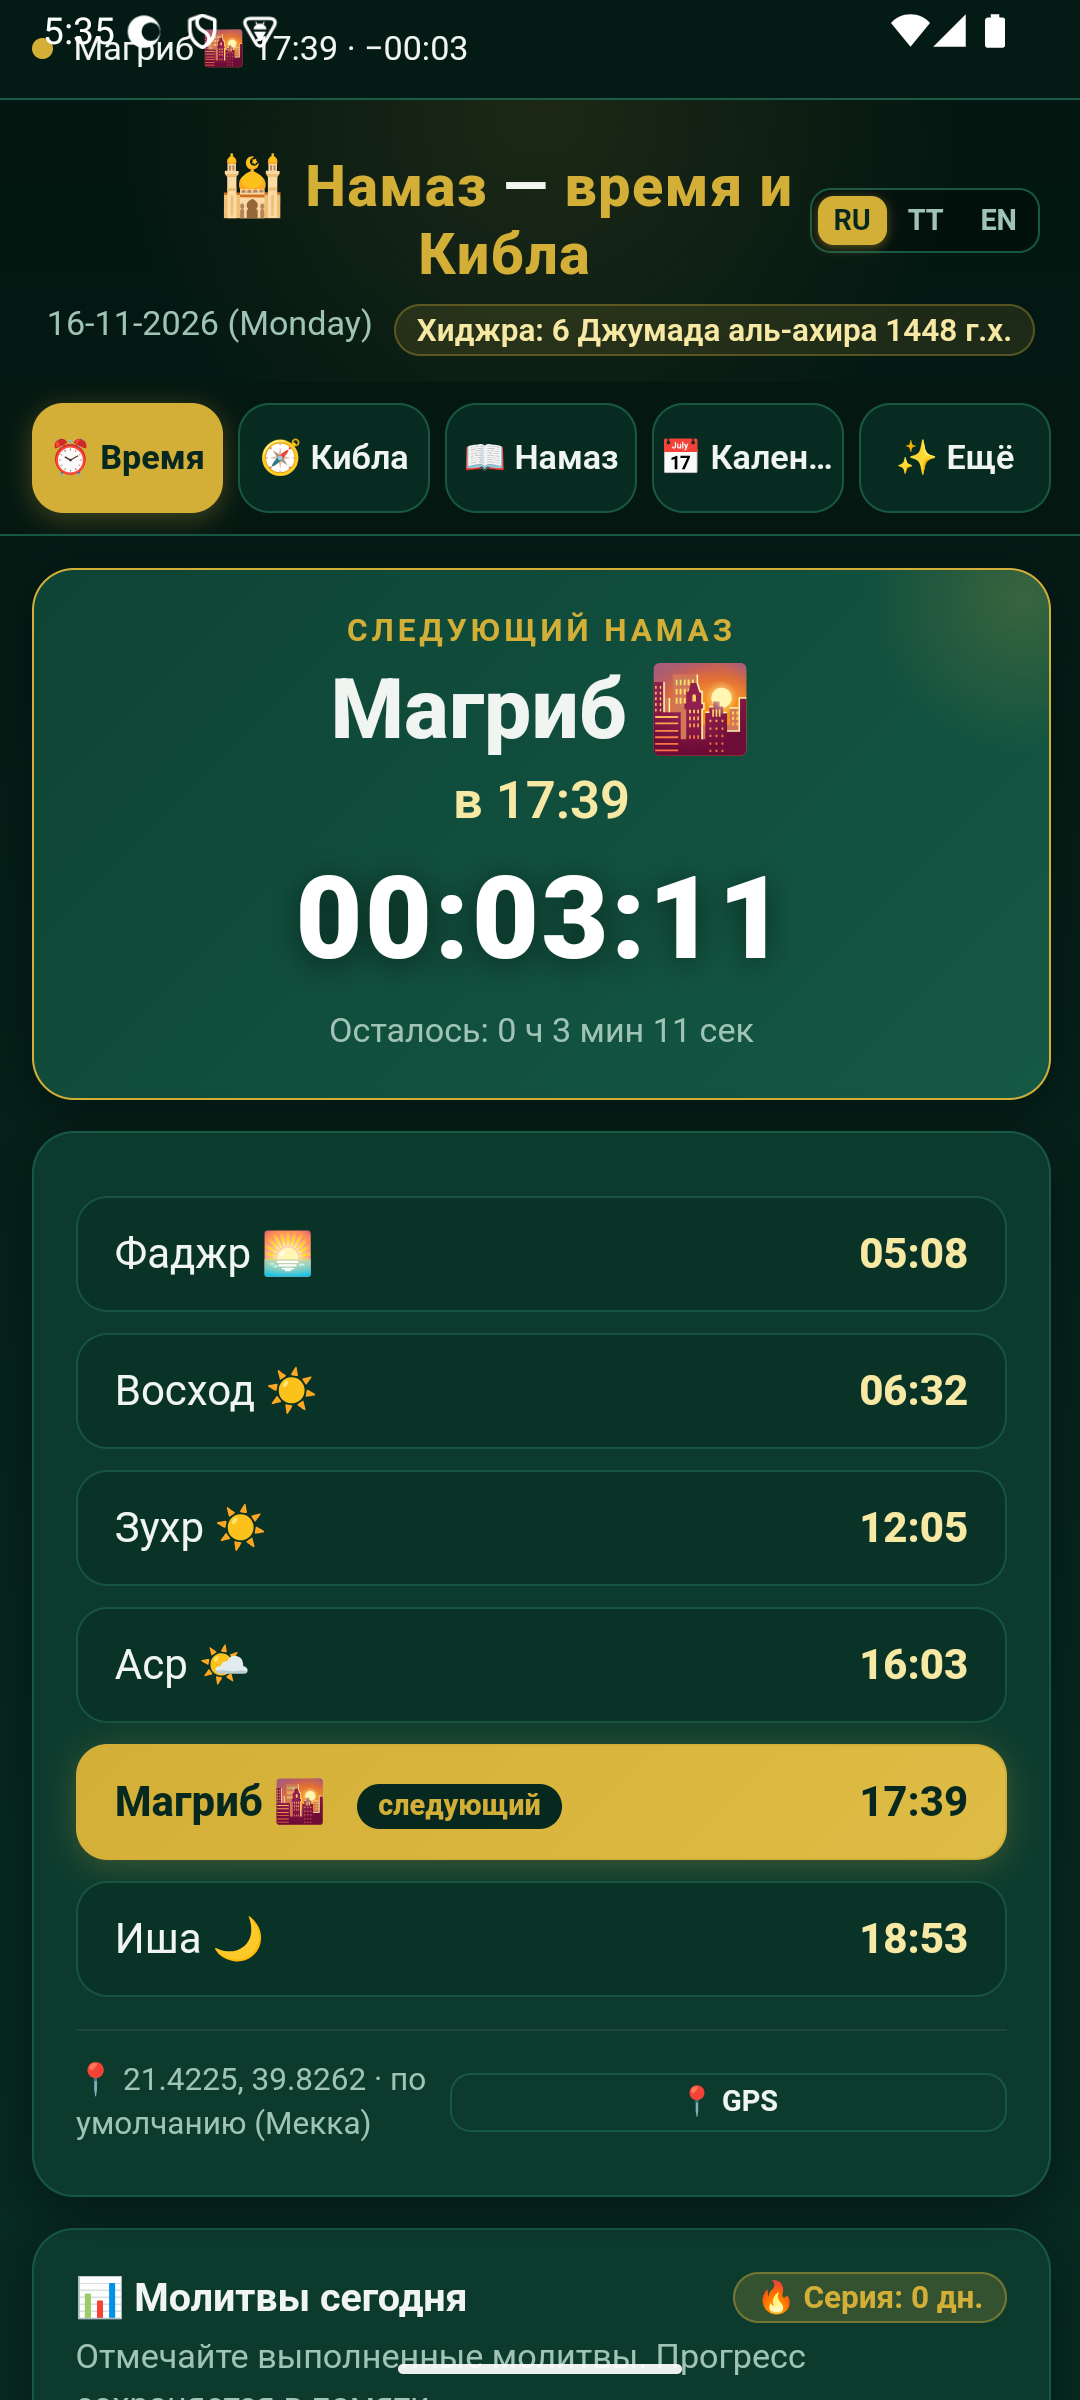 5:35
Магриб 🌇 17:39 · −00:03
🕌 Намаз — время и
Кибла
RU TT EN
16-11-2026 (Monday)
Хиджра: 6 Джумада аль-ахира 1448 г.х.
⏰ Время
🧭 Кибла
📖 Намаз
📅 Кален...
✨ Ещё
СЛЕДУЮЩИЙ НАМАЗ
Магриб 🌇
в 17:39
00:03:11
Осталось: 0 ч 3 мин 11 сек
Фаджр 🌅 05:08
Восход ☀️ 06:32
Зухр ☀️ 12:05
Аср 🌤️ 16:03
Магриб 🌇 следующий 17:39
Иша 🌙 18:53
📍 21.4225, 39.8262 · по
умолчанию (Мекка)
📍 GPS
📊 Молитвы сегодня
🔥 Серия: 0 дн.
Отмечайте выполненные молитвы. Прогресс